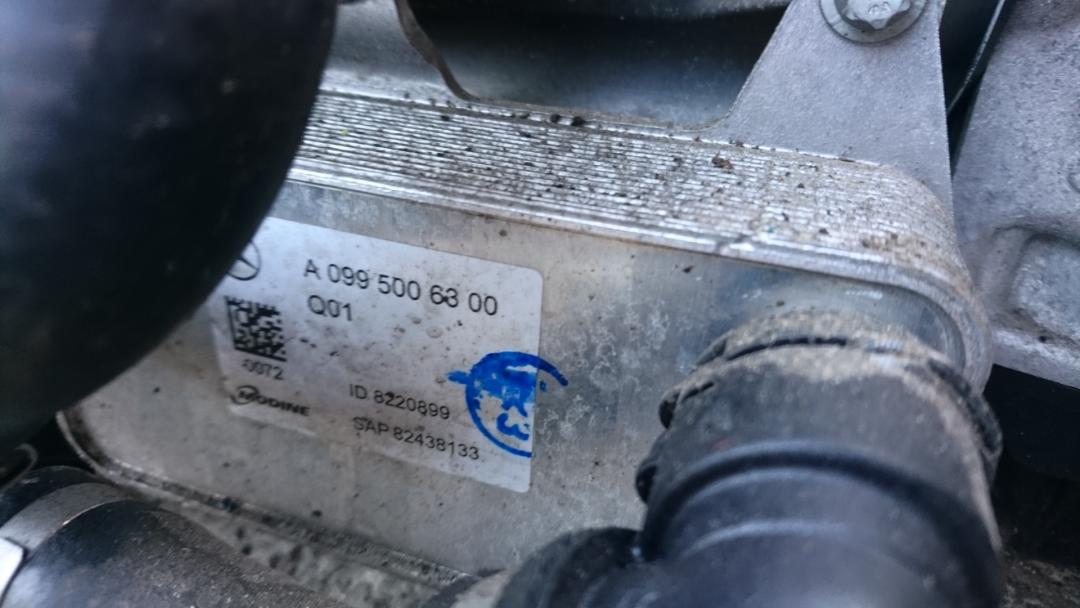 A 099 500 63 00
Q01
0072
MODINE
ID 8220899
SAP 82438133